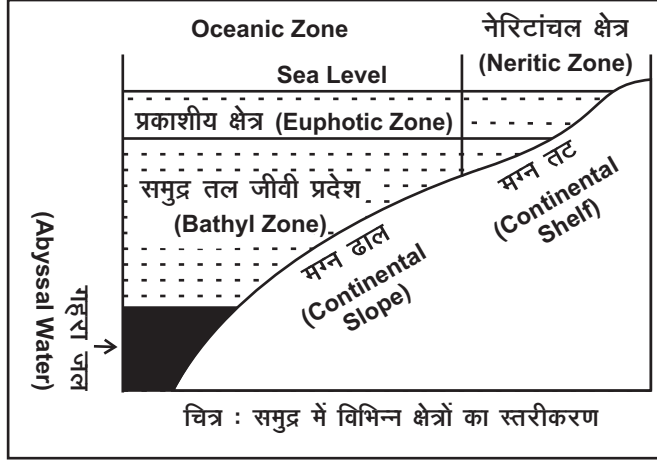 Oceanic Zone
नेरिटांचल क्षेत्र
(Neritic Zone)
Sea Level
प्रकाशीय क्षेत्र (Euphotic Zone)
समुद्र तल जीवी प्रदेश
(Bathyl Zone)
मग्न तट
(Continental
Shelf)
मग्न ढाल
(Continental
Slope)
गहरा जल
(Abyssal Water)
चित्र : समुद्र में विभिन्न क्षेत्रों का स्तरीकरण